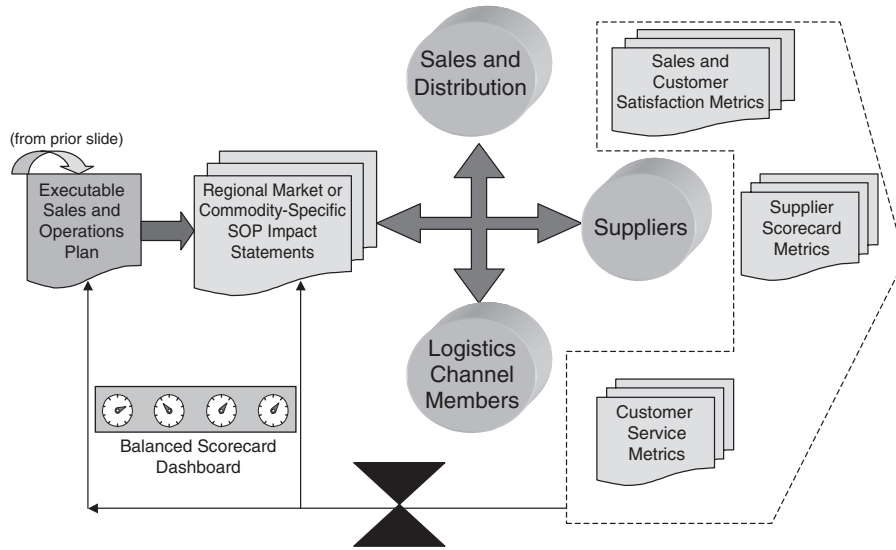 Sales and
Distribution
Sales and
Customer
Satisfaction Metrics
(from prior slide)
Executable
Sales and
Operations
Plan
Regional Market or
Commodity-Specific
SOP Impact
Statements
Suppliers
Supplier
Scorecard
Metrics
Logistics
Channel
Members
Customer
Service
Metrics
Balanced Scorecard
Dashboard